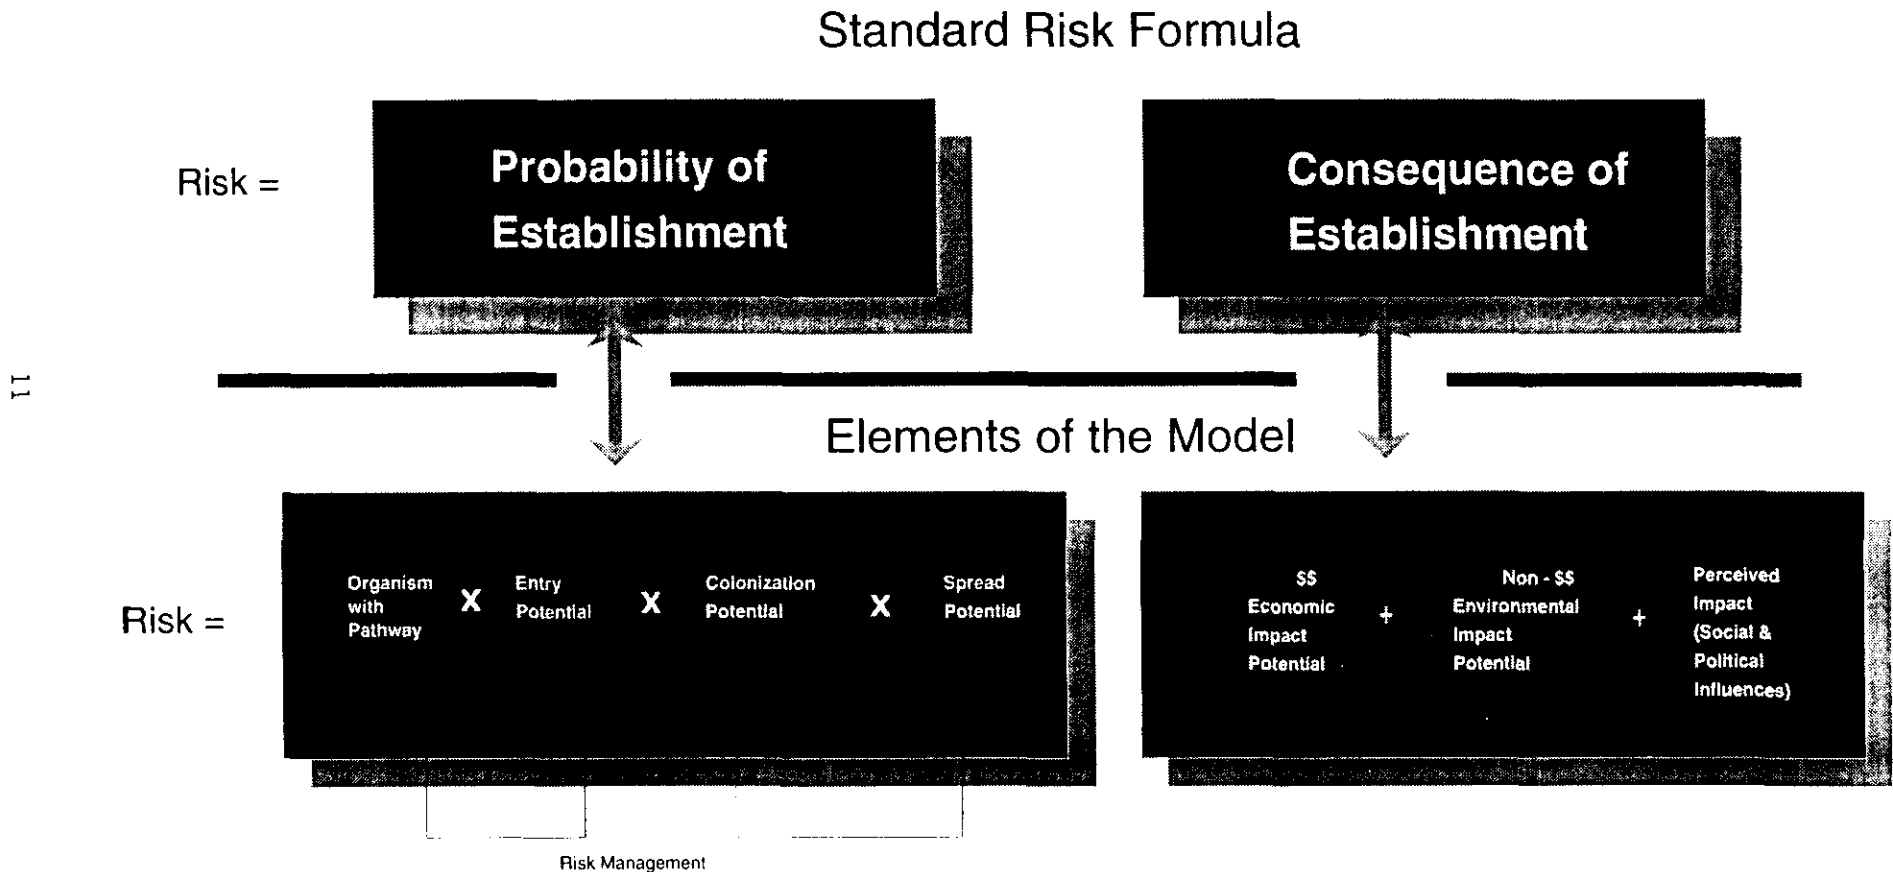 Standard Risk Formula
Risk =
Probability of
Establishment
Consequence of
Establishment
11
Elements of the Model
Risk =
Organism
with
Pathway
X
Entry
Potential
X
Colonization
Potential
X
Spread
Potential
$$
Economic
Impact
Potential
+
Non - $$
Environmental
Impact
Potential
+
Perceived
Impact
(Social &
Political
Influences)
Risk Management